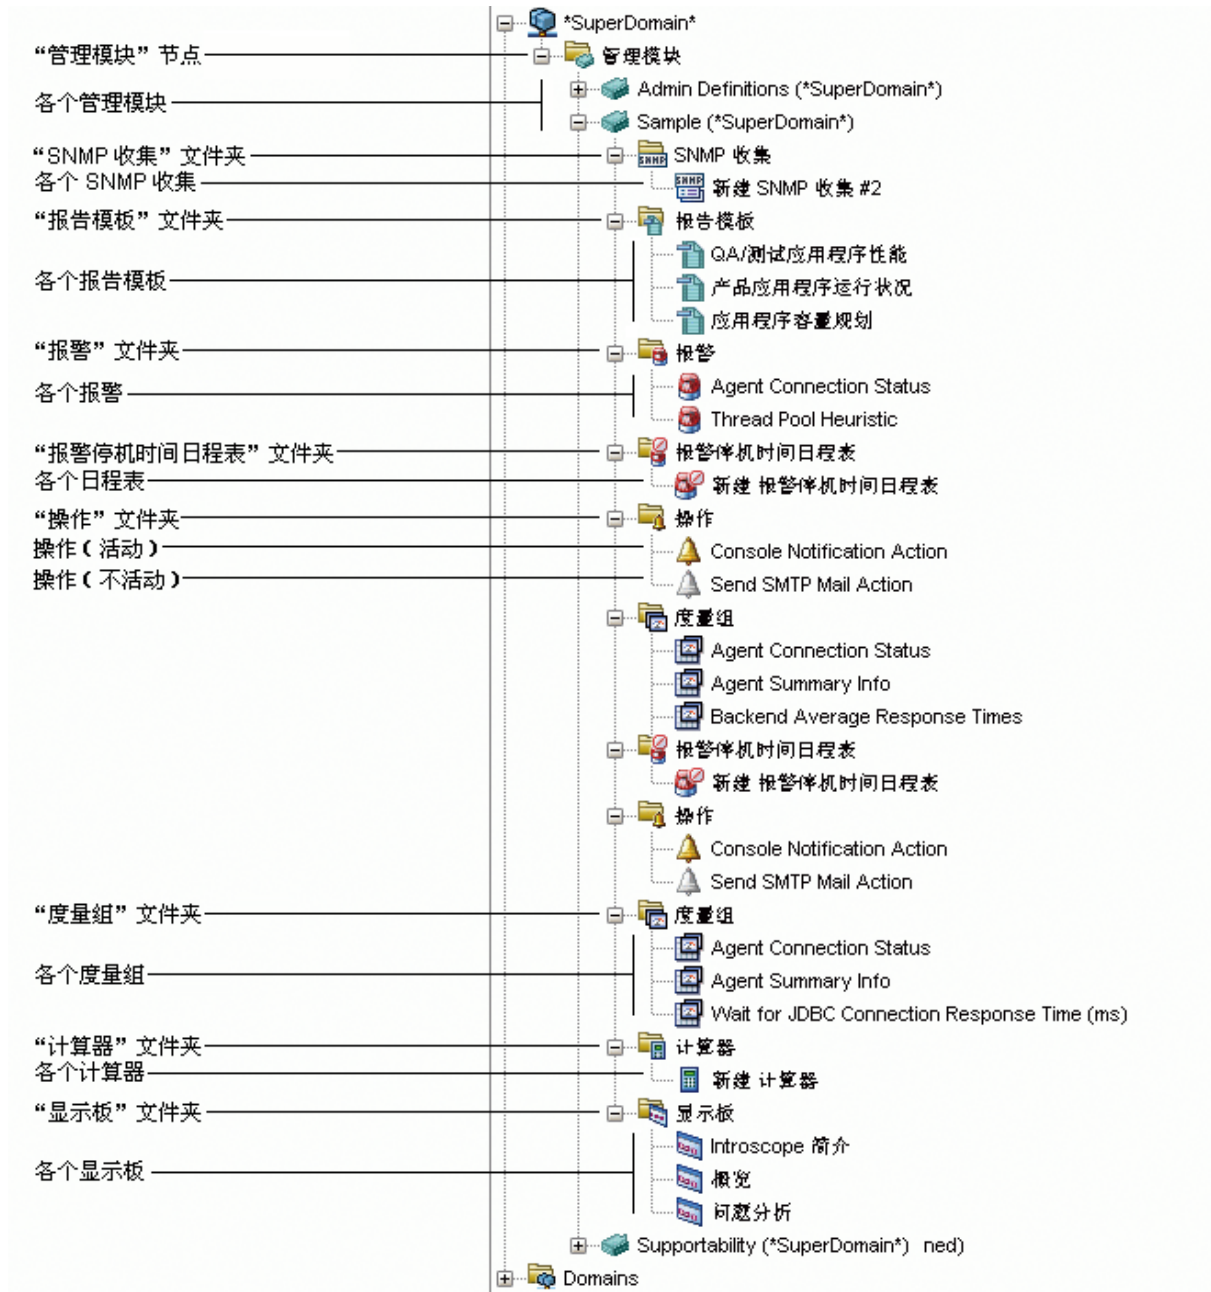 *SuperDomain*
“管理模块” 节点 管理模块
Admin Definitions (*SuperDomain*)
各个管理模块
Sample (*SuperDomain*)
“SNMP 收集” 文件夹 SNMP 收集
各个 SNMP 收集 新建 SNMP 收集 #2
“报告模板” 文件夹 报告模板
QA/测试应用程序性能
各个报告模板 产品应用程序运行状况
应用程序容量规划
“报警” 文件夹 报警
各个报警 Agent Connection Status
Thread Pool Heuristic
“报警停机时间日程表” 文件夹 报警停机时间日程表
各个日程表 新建 报警停机时间日程表
“操作” 文件夹 操作
操作 ( 活动 ) Console Notification Action
操作 ( 不活动 ) Send SMTP Mail Action
度量组
Agent Connection Status
Agent Summary Info
Backend Average Response Times
报警停机时间日程表
新建 报警停机时间日程表
操作
Console Notification Action
Send SMTP Mail Action
“度量组” 文件夹 度量组
Agent Connection Status
各个度量组 Agent Summary Info
Wait for JDBC Connection Response Time (ms)
“计算器” 文件夹 计算器
各个计算器 新建 计算器
“显示板” 文件夹 显示板
Introscope 简介
各个显示板 概览
问题分析
Supportability (*SuperDomain*) ned)
Domains